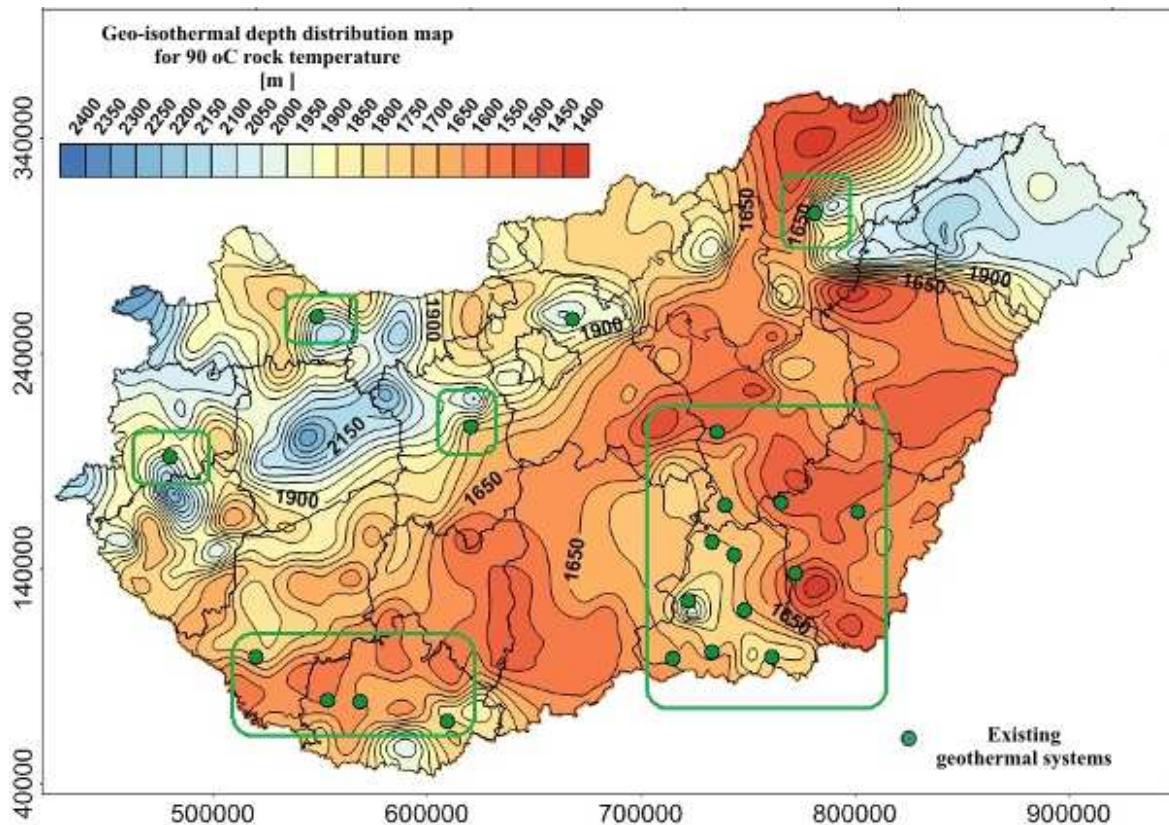 Geo-isothermal depth distribution map
for 90 oC rock temperature
[m ]
2400 2350 2300 2250 2200 2150 2100 2050 2000 1950 1900 1850 1800 1750 1700 1650 1600 1550 1500 1450 1400
340000
1650
1650
1650
1900
1900
1900
240000
2150
1900
1650
1650
140000
1650
Existing
geothermal systems
40000
500000 600000 700000 800000 900000